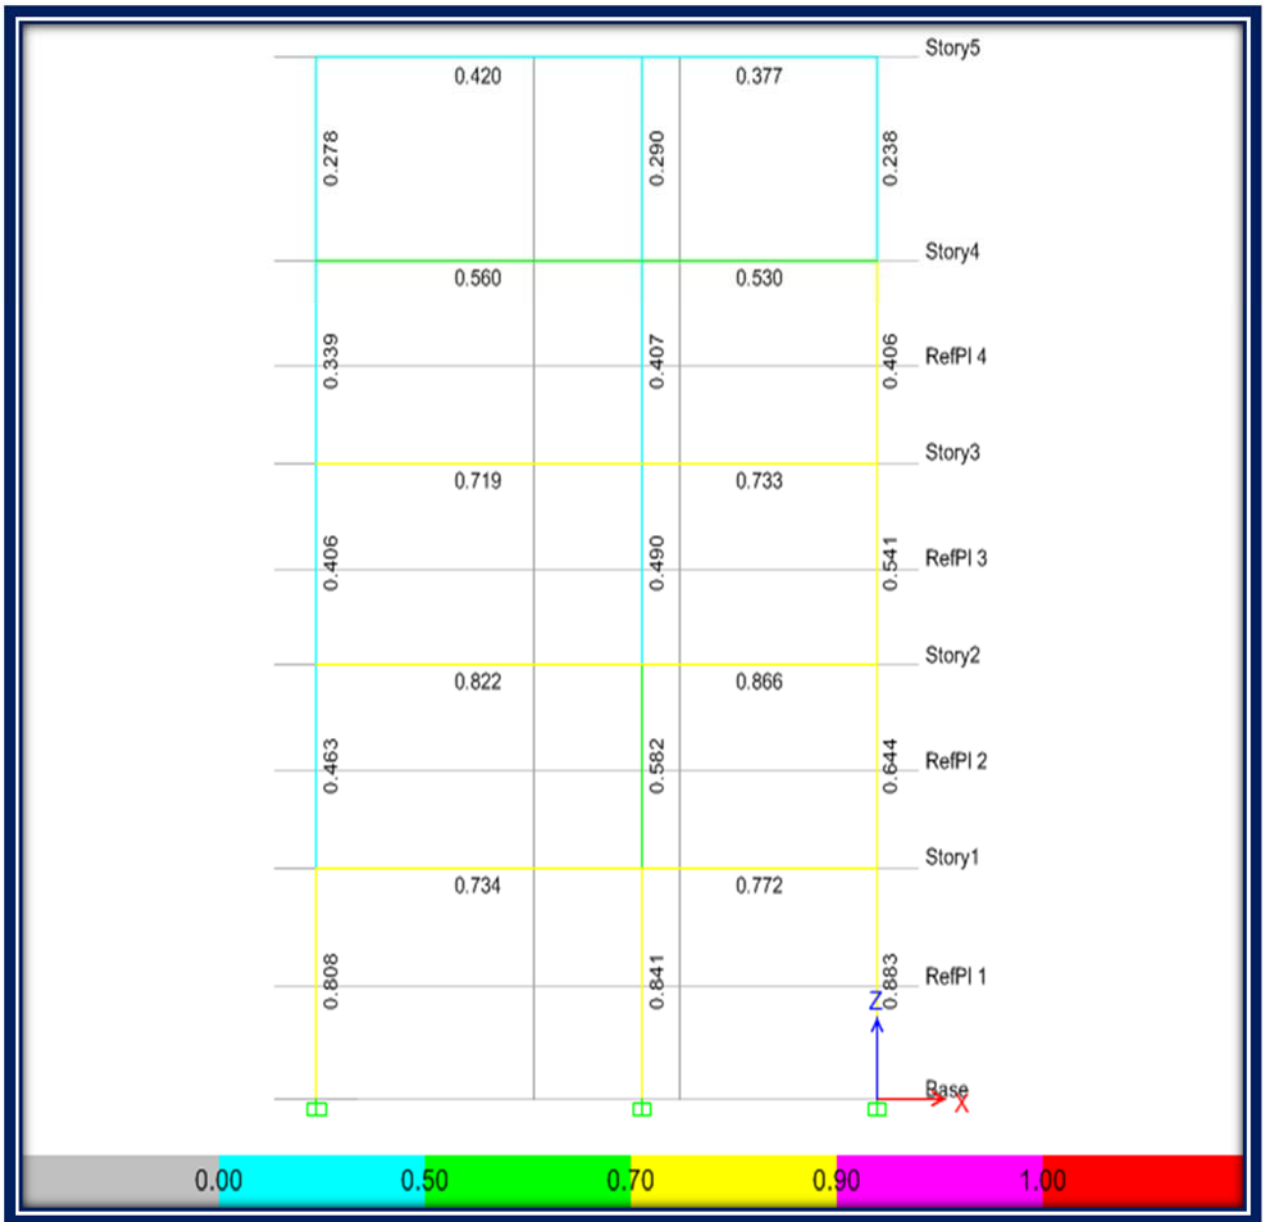 Story5
0.420 0.377
0.278 0.290 0.238
Story4
0.560 0.530
0.339 0.407 0.406 RefPl 4
Story3
0.719 0.733
0.406 0.490 0.541 RefPl 3
Story2
0.822 0.866
0.463 0.582 0.644 RefPl 2
Story1
0.734 0.772
0.808 0.841 0.883 RefPl 1
Z
Base
X
0.00 0.50 0.70 0.90 1.00